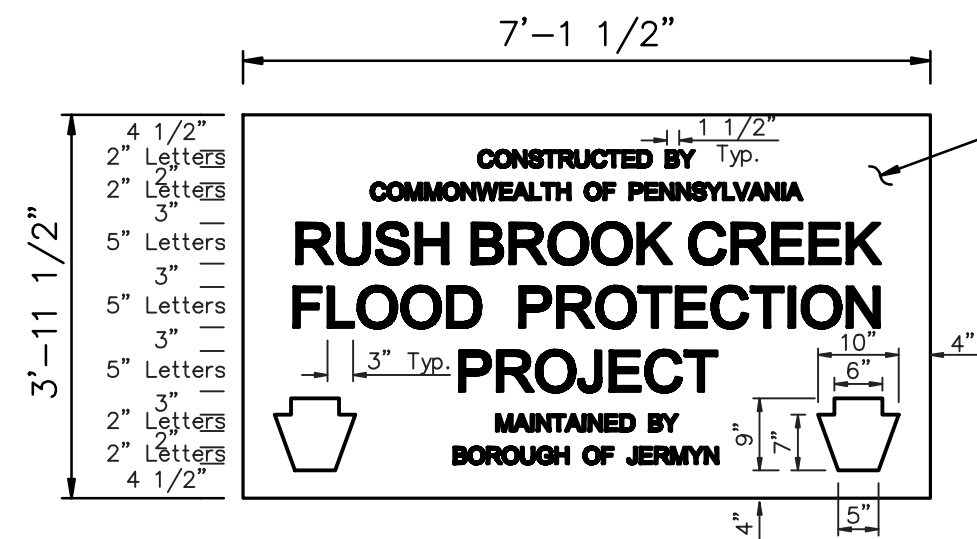 7'-1 1/2"
3'-11 1/2"
4 1/2"
2" Letters
2"
2" Letters
3"
5" Letters
3"
5" Letters
3"
5" Letters
3"
2" Letters
2"
2" Letters
4 1/2"
1 1/2"
Typ.
CONSTRUCTED BY
COMMONWEALTH OF PENNSYLVANIA
RUSH BROOK CREEK
FLOOD PROTECTION
PROJECT
MAINTAINED BY
BOROUGH OF JERMYN
3" Typ.
10"
6"
4"
9"
7"
5"
4"